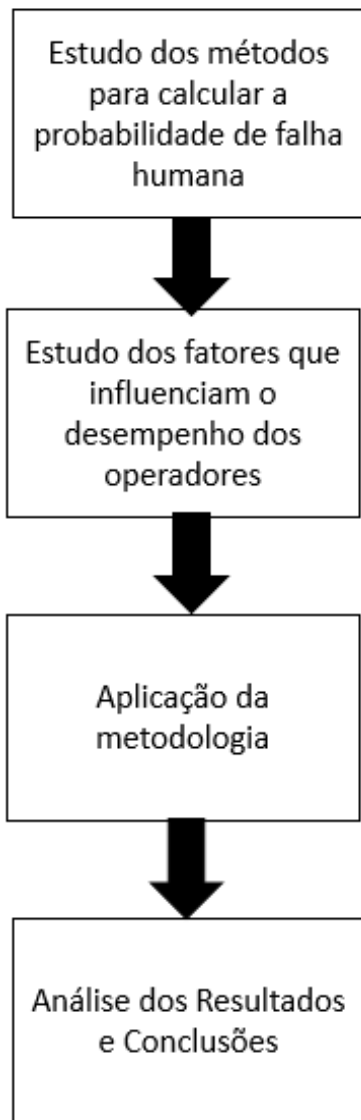 Estudo dos métodos
para calcular a
probabilidade de falha
humana
Estudo dos fatores que
influenciam o
desempenho dos
operadores
Aplicação da
metodologia
Análise dos Resultados
e Conclusões